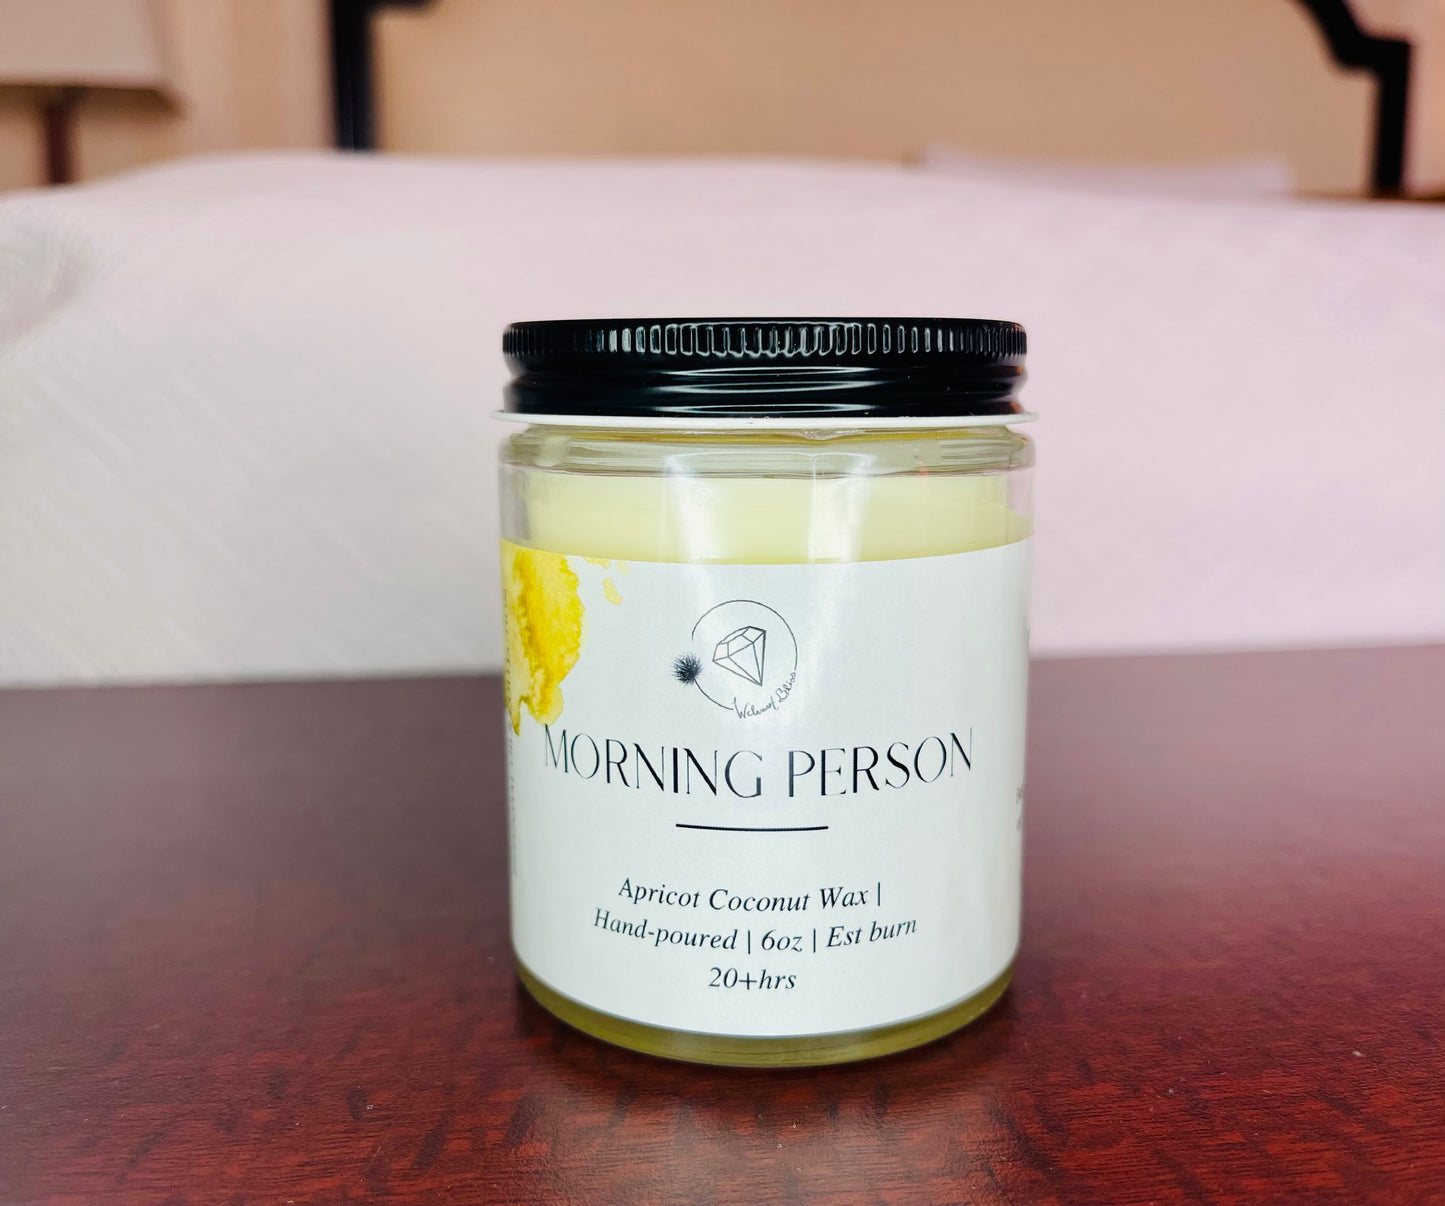 MORNING PERSON
Apricot Coconut Wax |
Hand-poured | 6oz | Est burn
20+hrs